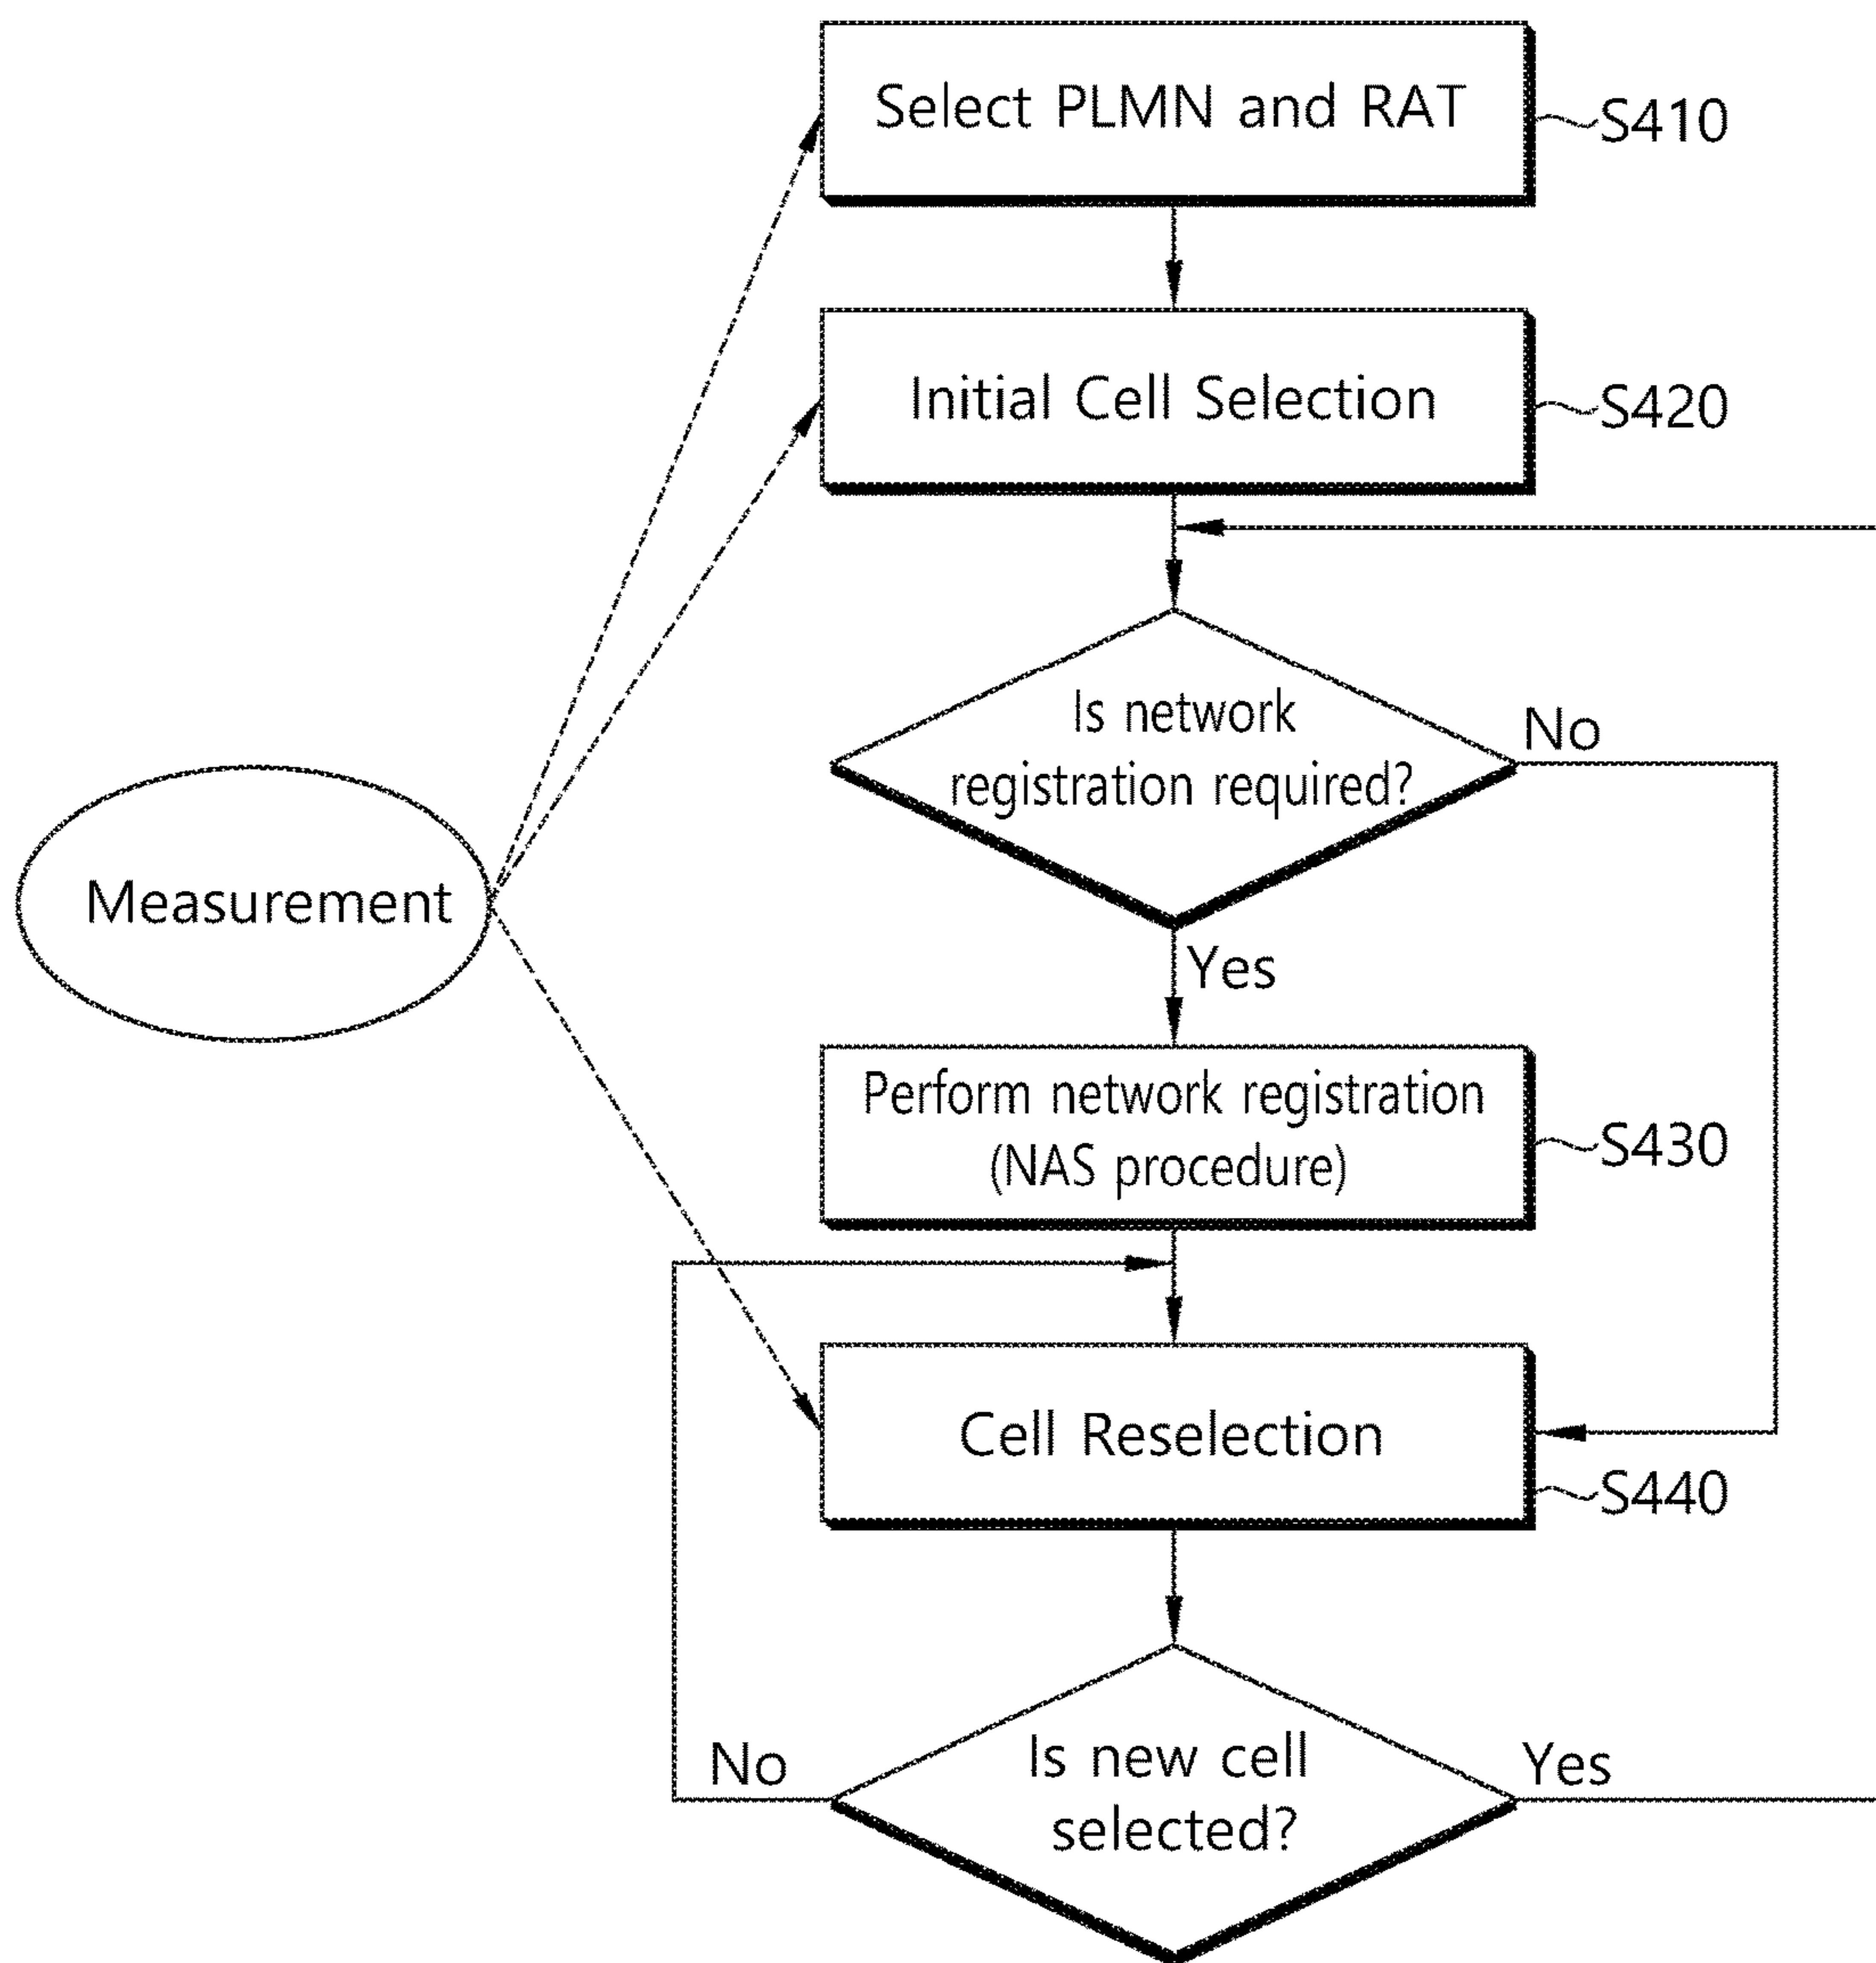 Select PLMN and RAT
S410
Initial Cell Selection
S420
Is network
registration required?
No
Yes
Measurement
Perform network registration
(NAS procedure)
S430
Cell Reselection
S440
Is new cell
selected?
No
Yes